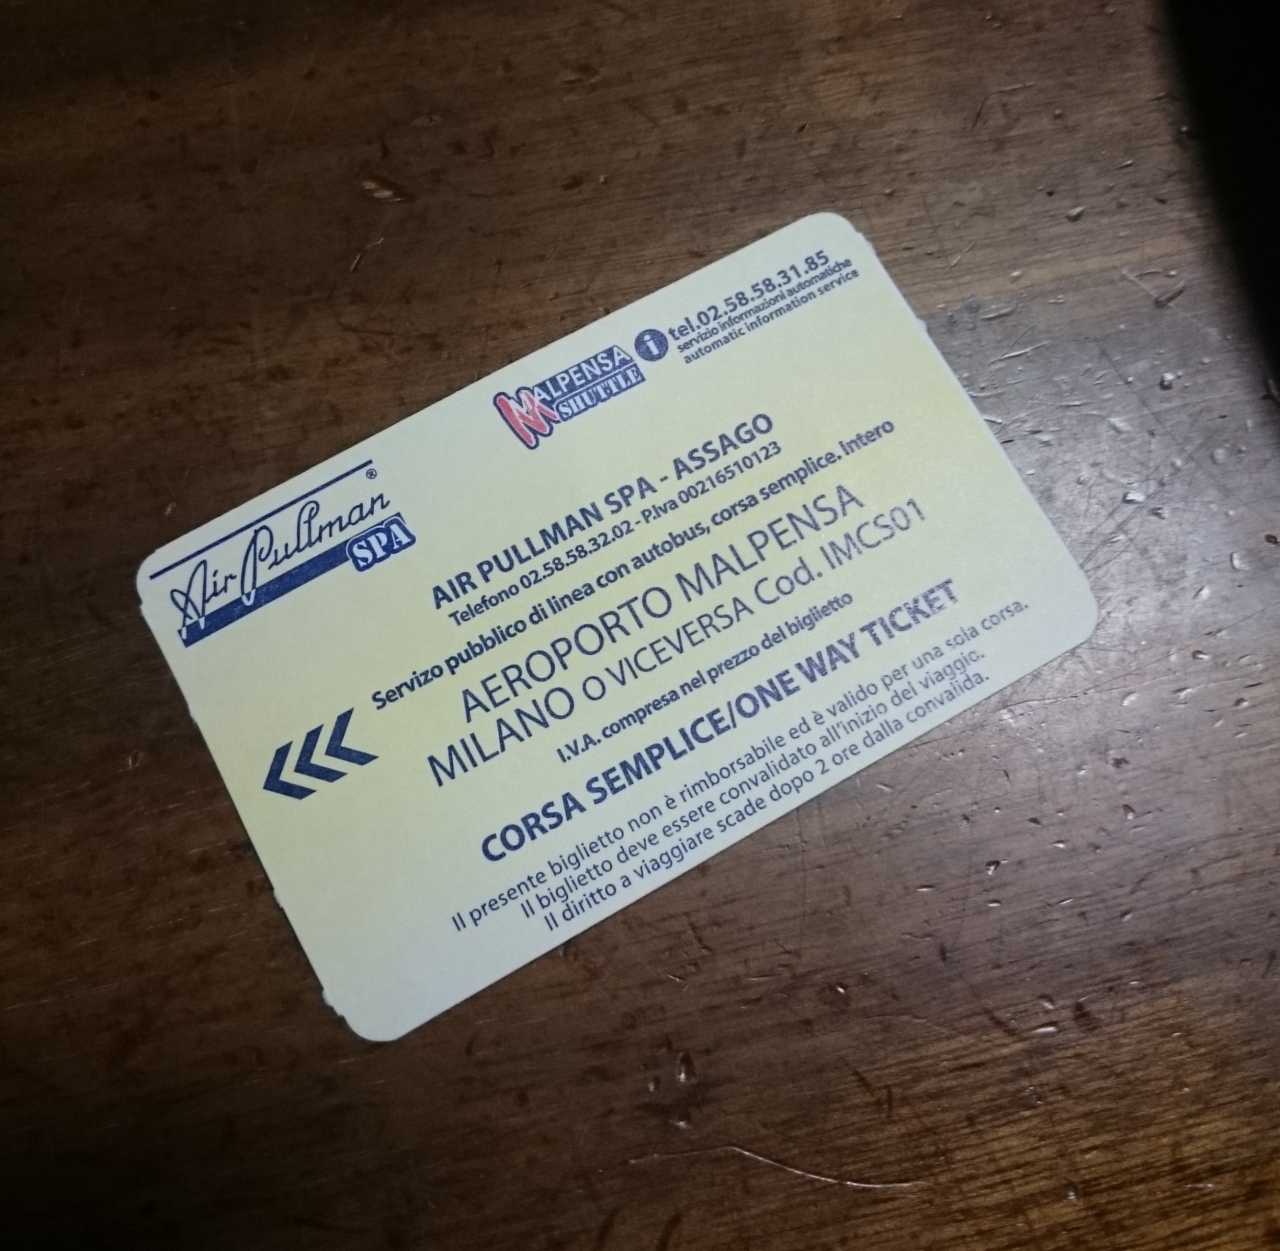 Air Pullman ®
SPA
MALPENSA
SHUTTLE
i
tel.02.58.58.31.85
servizio informazioni automatiche
automatic information service
AIR PULLMAN SPA - ASSAGO
Telefono 02.58.58.32.02 - P.Iva 00216510123
Servizo pubblico di linea con autobus, corsa semplice. intero
AEROPORTO MALPENSA
MILANO O VICEVERSA Cod. IMCS01
I.V.A. compresa nel prezzo del biglietto
CORSA SEMPLICE/ONE WAY TICKET
Il presente biglietto non è rimborsabile ed è valido per una sola corsa.
Il biglietto deve essere convalidato all'inizio del viaggio.
Il diritto a viaggiare scade dopo 2 ore dalla convalida.